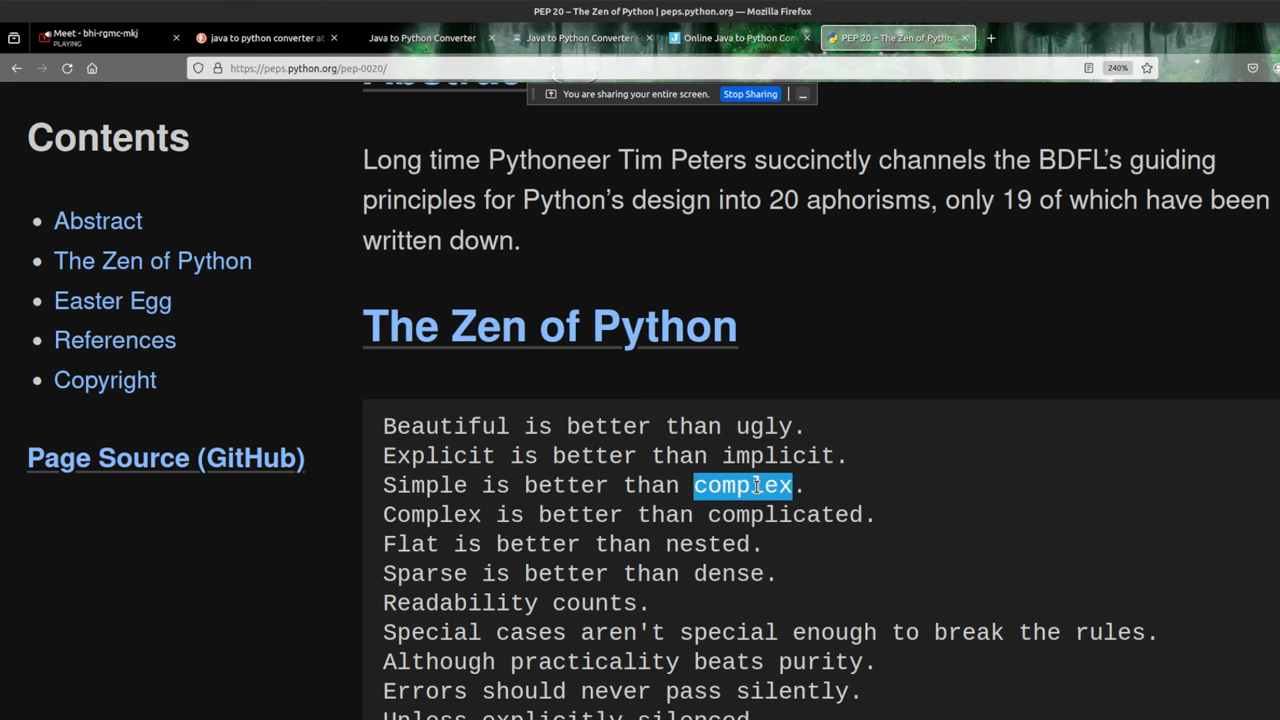 PEP 20 – The Zen of Python | peps.python.org — Mozilla Firefox
Meet - bhi-rgmc-mkj
PLAYING
java to python converter at
Java to Python Converter
Java to Python Converter
Online Java to Python Con
PEP 20 – The Zen of Python
https://peps.python.org/pep-0020/
240%
You are sharing your entire screen.
Stop Sharing
Contents
Abstract
The Zen of Python
Easter Egg
References
Copyright
Page Source (GitHub)
Long time Pythoneer Tim Peters succinctly channels the BDFL’s guiding
principles for Python’s design into 20 aphorisms, only 19 of which have been
written down.
The Zen of Python
Beautiful is better than ugly.
Explicit is better than implicit.
Simple is better than complex.
Complex is better than complicated.
Flat is better than nested.
Sparse is better than dense.
Readability counts.
Special cases aren't special enough to break the rules.
Although practicality beats purity.
Errors should never pass silently.
Unless explicitly silenced.